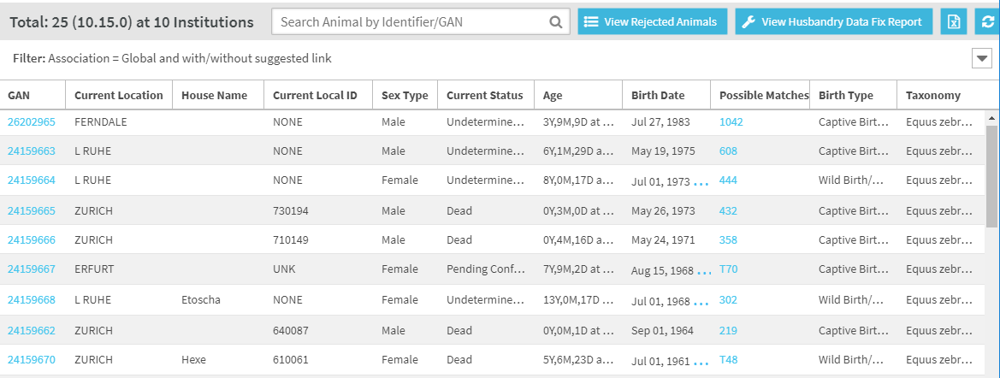 Total: 25 (10.15.0) at 10 Institutions Search Animal by Identifier/GAN View Rejected Animals View Husbandry Data Fix Report
Filter: Association = Global and with/without suggested link
GAN Current Location House Name Current Local ID Sex Type Current Status Age Birth Date Possible Matches Birth Type Taxonomy
26202965 FERNDALE NONE Male Undetermine... 3Y,9M,9D at ... Jul 27, 1983 1042 Captive Birt... Equus zebr...
24159663 L RUHE NONE Male Undetermine... 6Y,1M,29D a... May 19, 1975 608 Captive Birt... Equus zebr...
24159664 L RUHE NONE Female Undetermine... 8Y,0M,17D a... Jul 01, 1973 ... 444 Wild Birth/... Equus zebr...
24159665 ZURICH 730194 Male Dead 0Y,3M,0D at ... May 26, 1973 432 Captive Birt... Equus zebr...
24159666 ZURICH 710149 Male Dead 0Y,4M,16D a... May 24, 1971 358 Captive Birt... Equus zebr...
24159667 ERFURT UNK Female Pending Conf... 7Y,9M,2D at ... Aug 15, 1968 ... T70 Captive Birt... Equus zebr...
24159668 L RUHE Etoscha NONE Female Undetermine... 13Y,0M,17D ... Jul 01, 1968 ... 302 Wild Birth/... Equus zebr...
24159662 ZURICH 640087 Male Dead 0Y,0M,1D at ... Sep 01, 1964 219 Captive Birt... Equus zebr...
24159670 ZURICH Hexe 610061 Female Dead 5Y,6M,23D a... Jul 01, 1961 ... T48 Wild Birth/... Equus zebr...